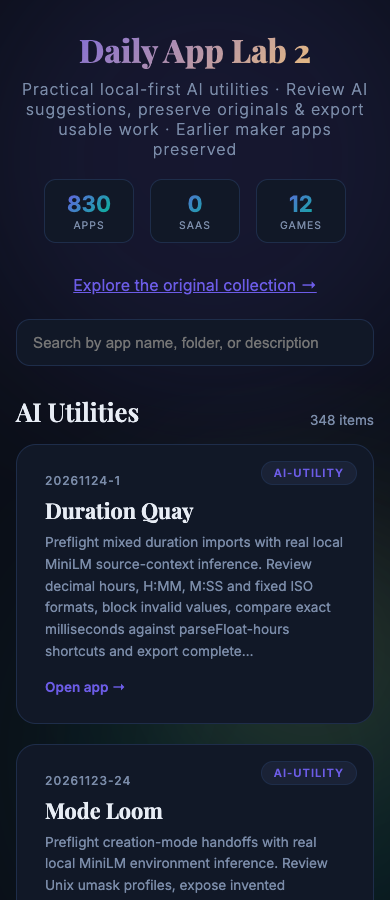 Daily App Lab 2
Practical local-first AI utilities · Review AI
suggestions, preserve originals & export
usable work · Earlier maker apps
preserved
830
APPS
0
SAAS
12
GAMES
Explore the original collection →
Search by app name, folder, or description
AI Utilities
348 items
20261124-1
AI-UTILITY
Duration Quay
Preflight mixed duration imports with real local
MiniLM source-context inference. Review
decimal hours, H:MM, M:SS and fixed ISO
formats, block invalid values, compare exact
milliseconds against parseFloat-hours
shortcuts and export complete...
Open app →
20261123-24
AI-UTILITY
Mode Loom
Preflight creation-mode handoffs with real
local MiniLM environment inference. Review
Unix umask profiles, expose invented